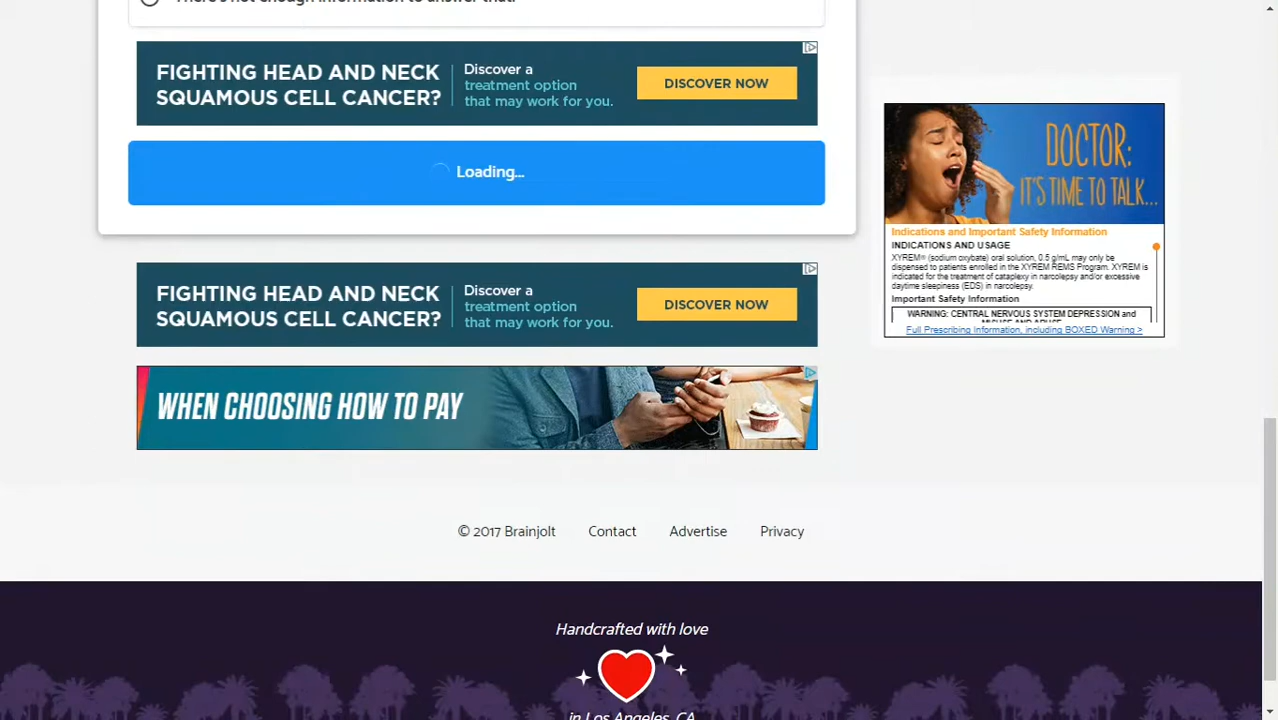 There's not enough information to answer that.
FIGHTING HEAD AND NECK
SQUAMOUS CELL CANCER?
Discover a
treatment option
that may work for you.
DISCOVER NOW
Loading...
FIGHTING HEAD AND NECK
SQUAMOUS CELL CANCER?
Discover a
treatment option
that may work for you.
DISCOVER NOW
WHEN CHOOSING HOW TO PAY
DOCTOR:
IT'S TIME TO TALK...
Indications and Important Safety Information
INDICATIONS AND USAGE
XYREM® (sodium oxybate) oral solution, 0.5 g/mL may only be
dispensed to patients enrolled in the XYREM REMS Program. XYREM is
indicated for the treatment of cataplexy in narcolepsy and/or excessive
daytime sleepiness (EDS) in narcolepsy.
Important Safety Information
WARNING: CENTRAL NERVOUS SYSTEM DEPRESSION and
MISUSE AND ABUSE
Full Prescribing Information, including BOXED Warning >
© 2017 Brainjolt Contact Advertise Privacy
Handcrafted with love
in Los Angeles, CA